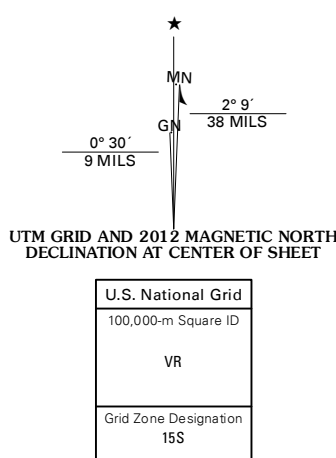 ★
MN
GN
2° 9´
38 MILS
0° 30´
9 MILS
UTM GRID AND 2012 MAGNETIC NORTH
DECLINATION AT CENTER OF SHEET
U.S. National Grid
100,000-m Square ID
VR
Grid Zone Designation
15S